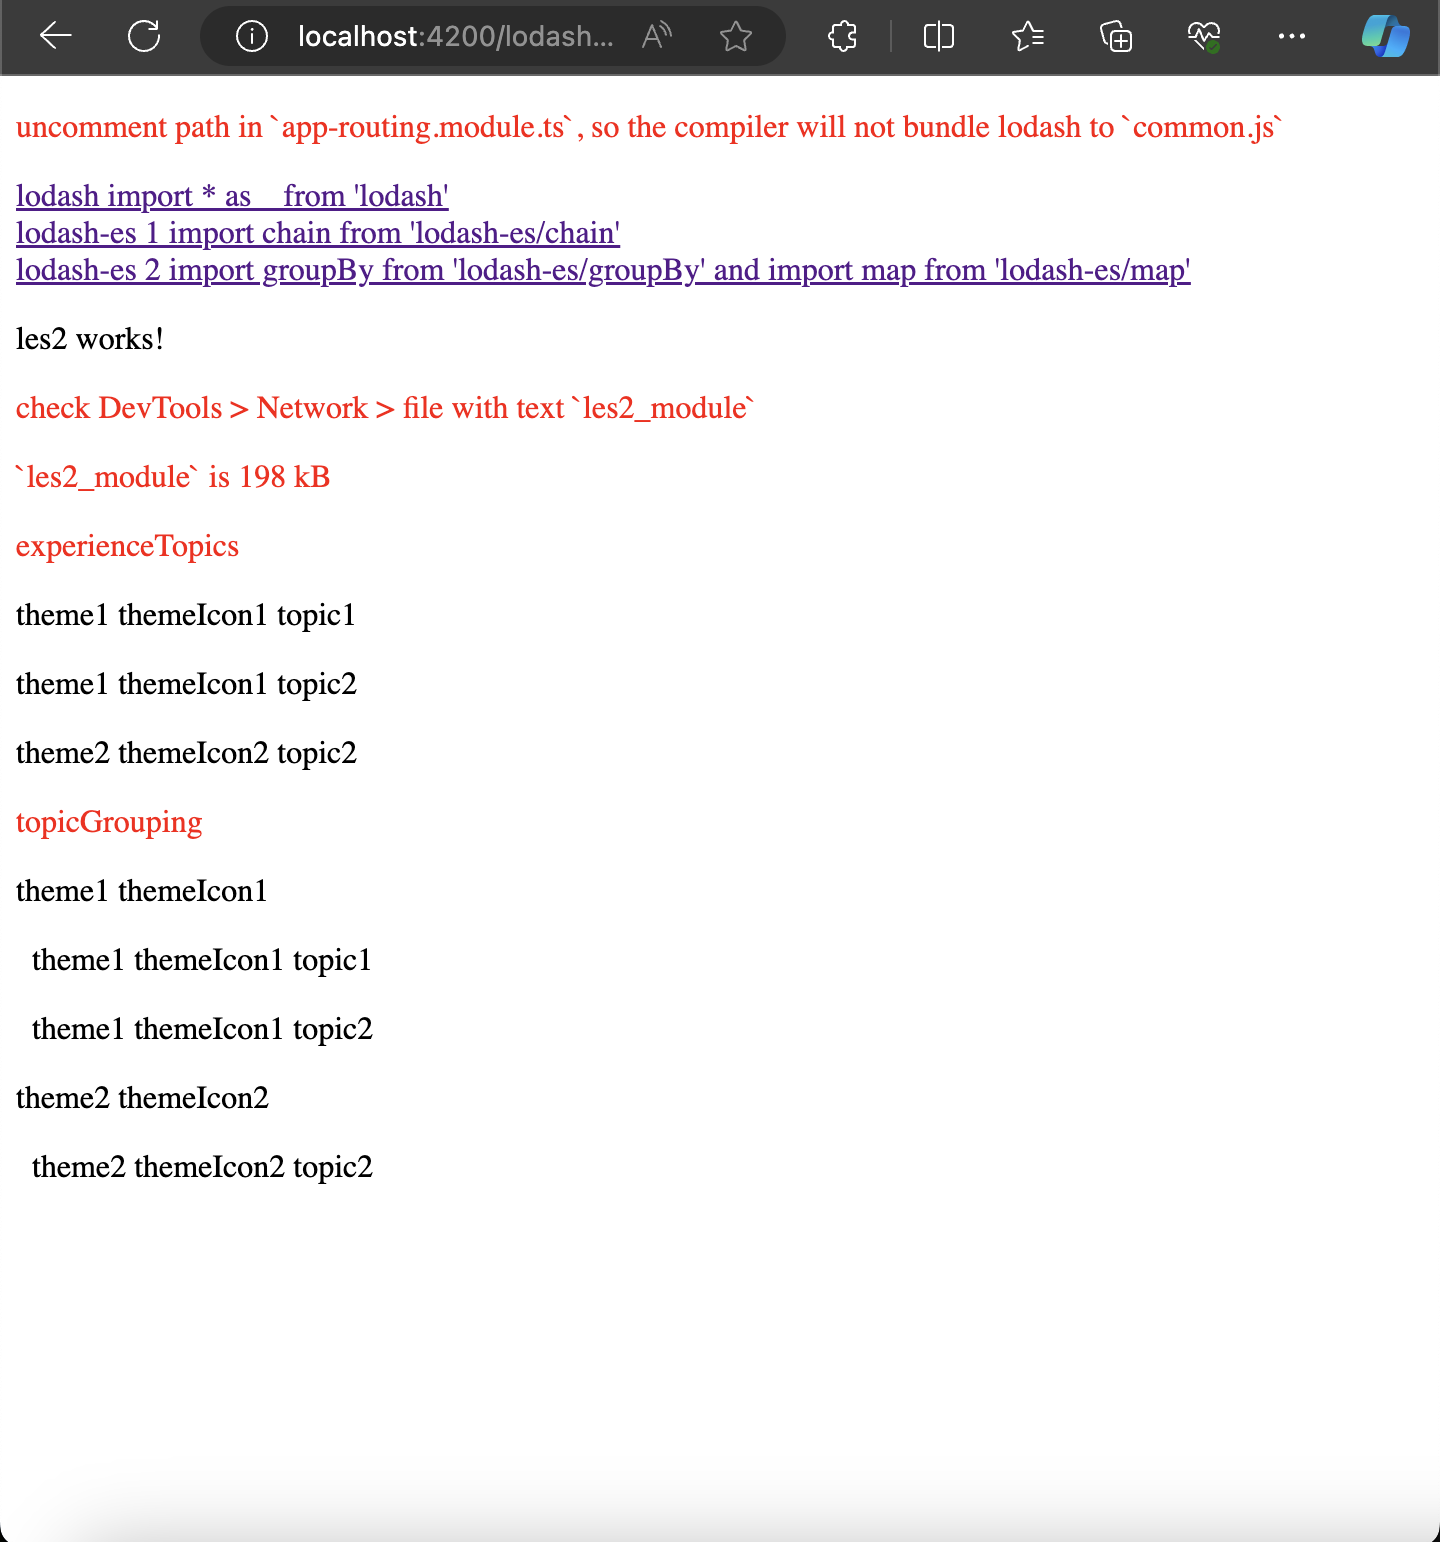 localhost:4200/lodash...
uncomment path in `app-routing.module.ts`, so the compiler will not bundle lodash to `common.js`
lodash import * as _ from 'lodash'
lodash-es 1 import chain from 'lodash-es/chain'
lodash-es 2 import groupBy from 'lodash-es/groupBy' and import map from 'lodash-es/map'
les2 works!
check DevTools > Network > file with text `les2_module`
`les2_module` is 198 kB
experienceTopics
theme1 themeIcon1 topic1
theme1 themeIcon1 topic2
theme2 themeIcon2 topic2
topicGrouping
theme1 themeIcon1
theme1 themeIcon1 topic1
theme1 themeIcon1 topic2
theme2 themeIcon2
theme2 themeIcon2 topic2